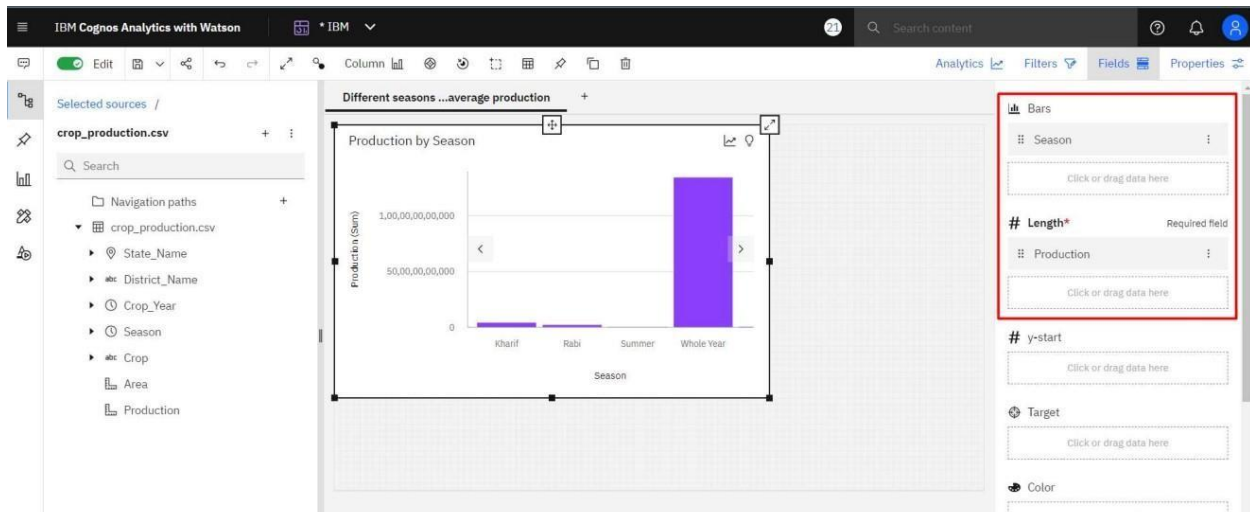 IBM Cognos Analytics with Watson
* IBM
21
Search content
Edit
Column
Analytics
Filters
Fields
Properties
Selected sources /
crop_production.csv
Search
Navigation paths
crop_production.csv
State_Name
abc District_Name
Crop_Year
Season
abc Crop
Area
Production
Different seasons ...average production
Production by Season
Production (Sum)
1,00,00,00,00,000
50,00,00,00,000
0
Kharif
Rabi
Summer
Whole Year
Season
Bars
Season
Click or drag data here
# Length*
Required field
Production
Click or drag data here
# y-start
Click or drag data here
Target
Click or drag data here
Color